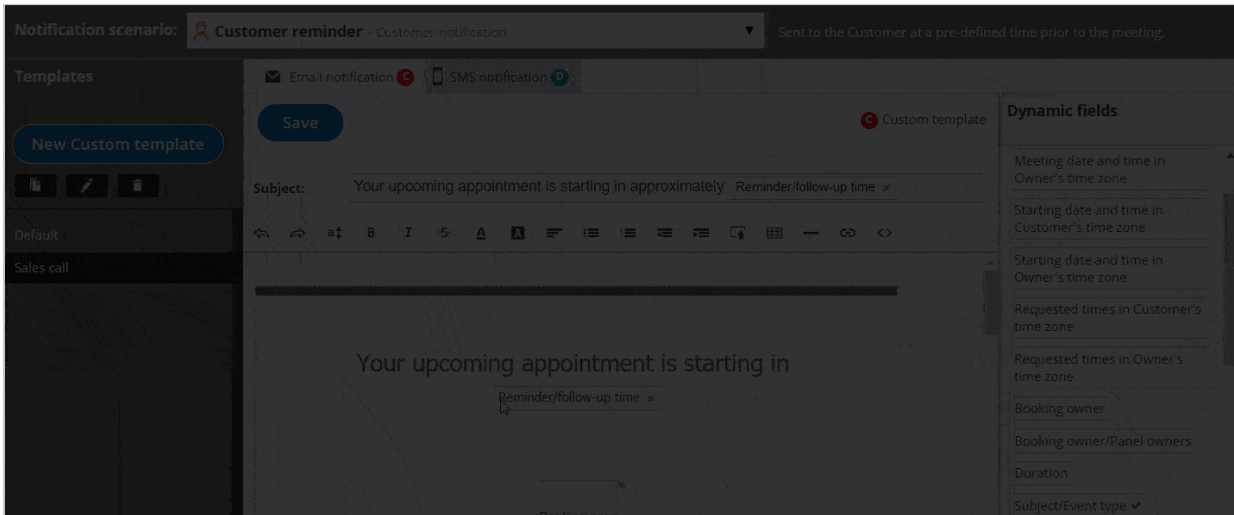 Notification scenario: Customer reminder - Customer notification Sent to the Customer at a pre-defined time prior to the meeting.
Templates
Email notification C SMS notification D
Save
C Custom template
Dynamic fields
New Custom template
Meeting date and time in
Owner's time zone
Subject: Your upcoming appointment is starting in approximately Reminder/follow-up time ×
Starting date and time in
Customer's time zone
Default
Sales call
Starting date and time in
Owner's time zone
Requested times in Customer's
time zone
Your upcoming appointment is starting in
Reminder/follow-up time ×
Requested times in Owner's
time zone
Booking owner
Booking owner/Panel owners
Duration
Subject/Event type ✔